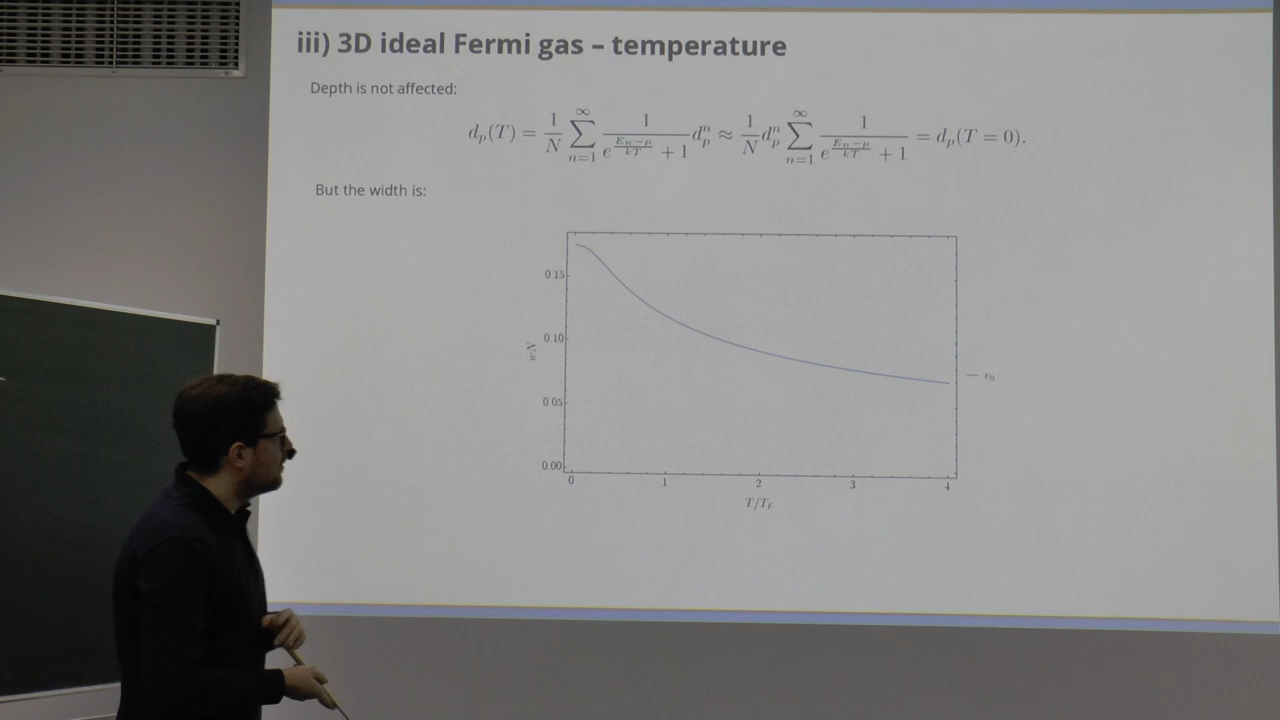 iii) 3D ideal Fermi gas – temperature
Depth is not affected:
d_p(T) = \frac{1}{N} \sum_{n=1}^{\infty} \frac{1}{e^{\frac{E_n-\mu}{kT}} + 1} d_p^n ≈ \frac{1}{N} d_p^n \sum_{n=1}^{\infty} \frac{1}{e^{\frac{E_n-\mu}{kT}} + 1} = d_p(T = 0).
But the width is:
0.15
0.10
0.05
0.00
0 1 2 3 4
T/T_F